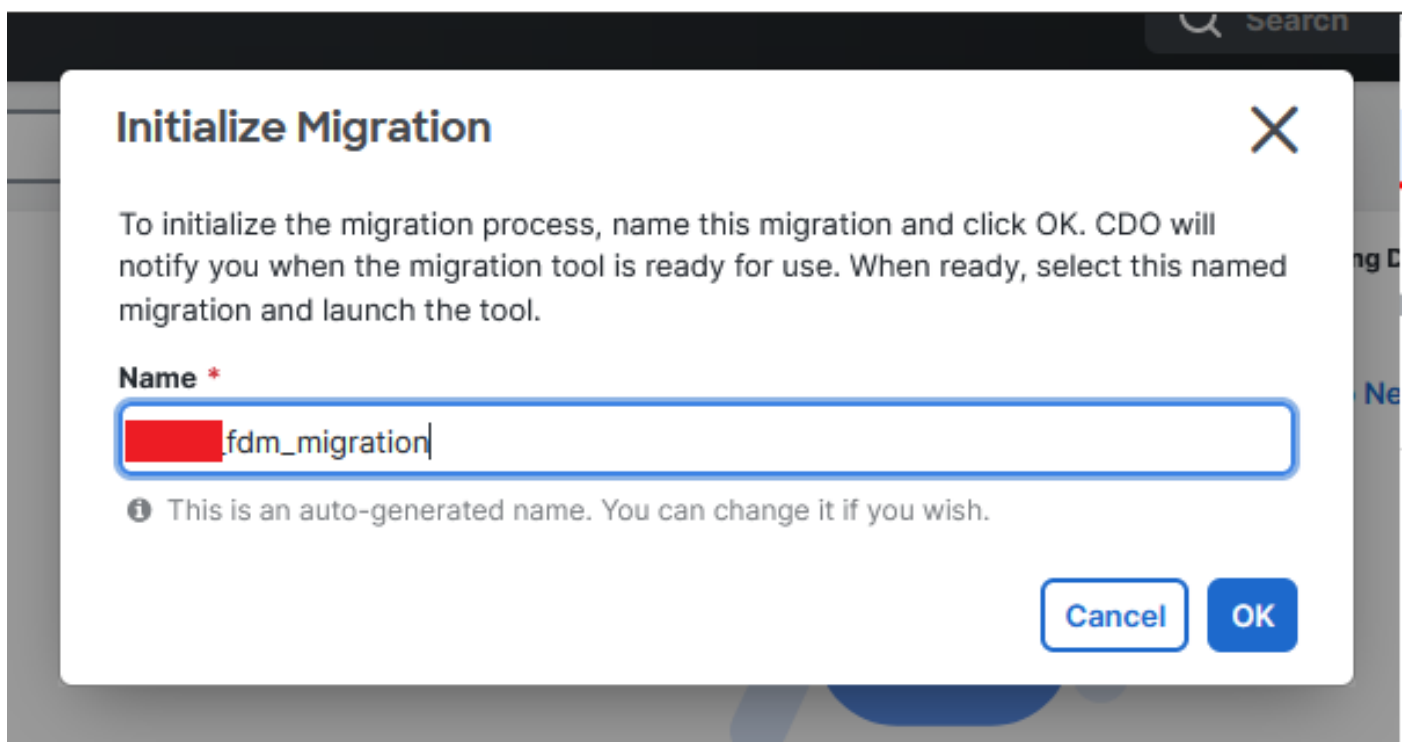 Search
Initialize Migration
To initialize the migration process, name this migration and click OK. CDO will
notify you when the migration tool is ready for use. When ready, select this named
migration and launch the tool.
Name *
_fdm_migration
This is an auto-generated name. You can change it if you wish.
Cancel OK